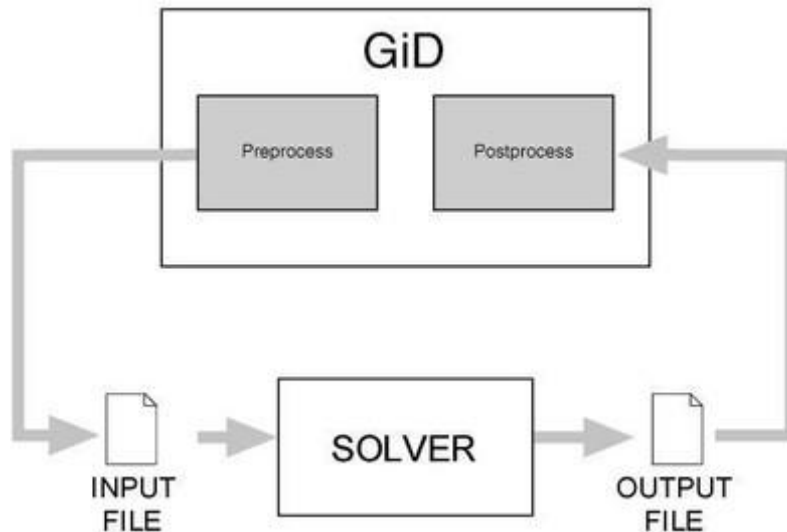 GiD
Preprocess
Postprocess
SOLVER
INPUT
FILE
OUTPUT
FILE